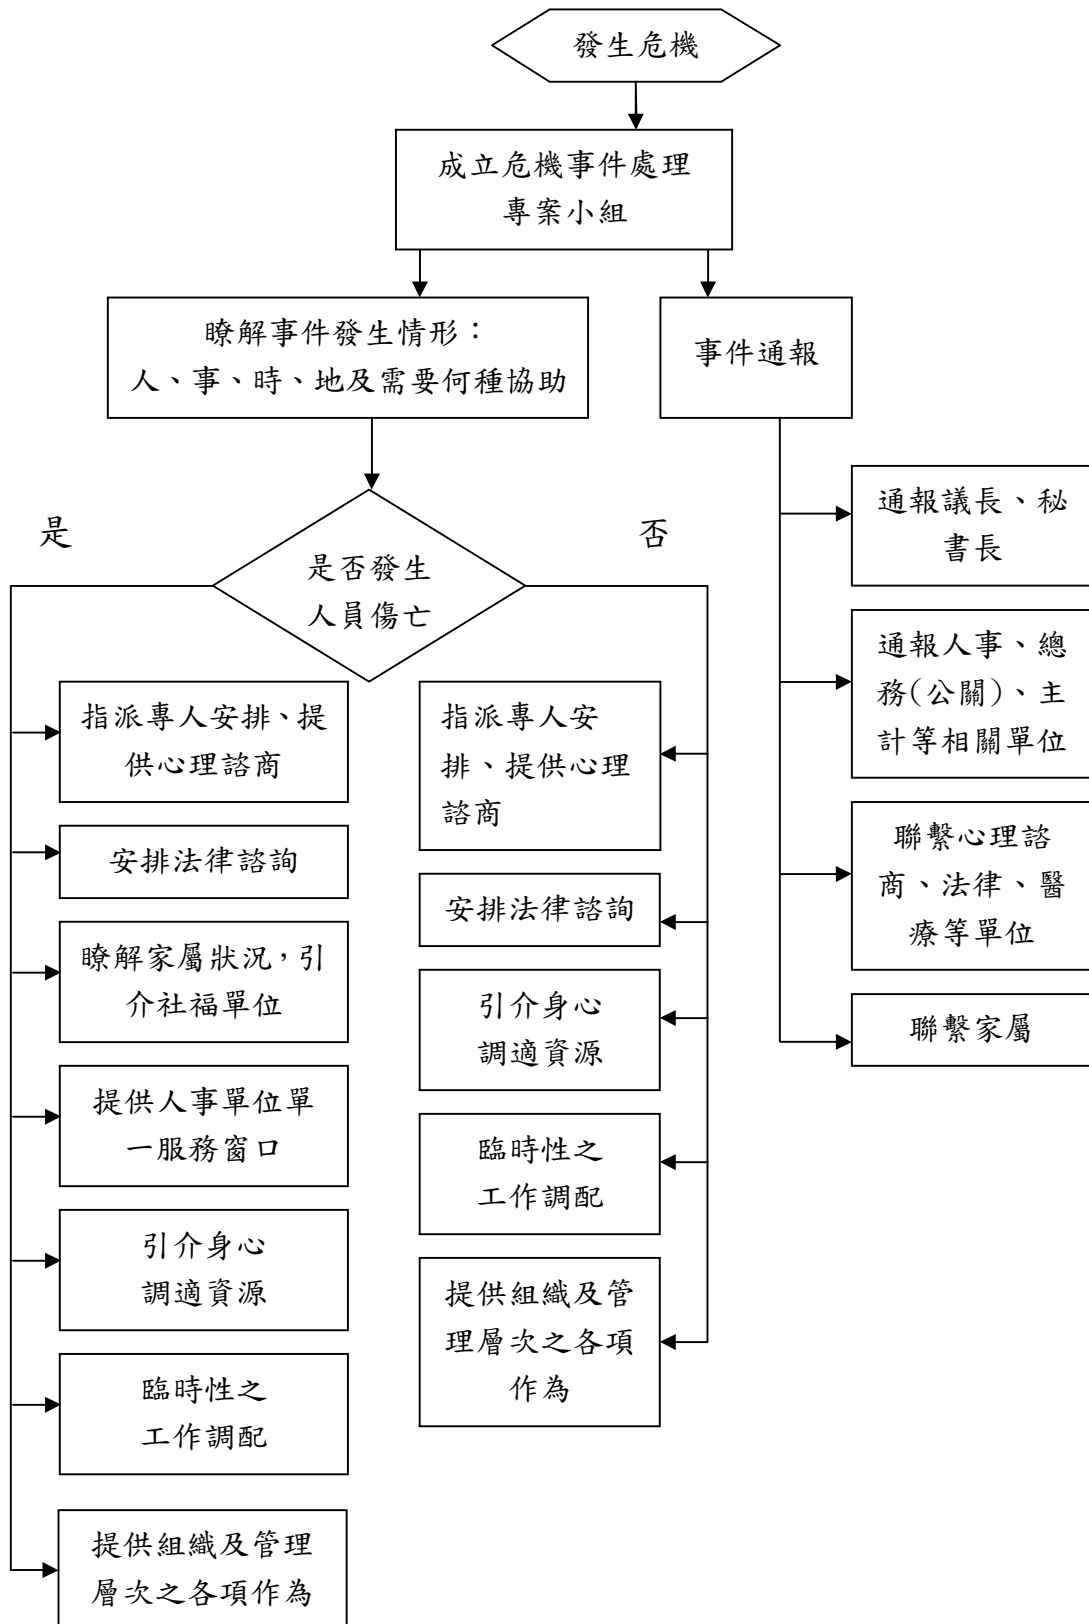 發生危機
成立危機事件處理
專案小組
瞭解事件發生情形：
人、事、時、地及需要何種協助
事件通報
是
否
是否發生
人員傷亡
指派專人安排、提
供心理諮商
安排法律諮詢
瞭解家屬狀況，引
介社福單位
提供人事單位單
一服務窗口
引介身心
調適資源
臨時性之
工作調配
提供組織及管理
層次之各項作為
指派專人安
排、提供心理
諮商
安排法律諮詢
引介身心
調適資源
臨時性之
工作調配
提供組織及管
理層次之各項
作為
通報議長、秘
書長
通報人事、總
務(公關)、主
計等相關單位
聯繫心理諮
商、法律、醫
療等單位
聯繫家屬